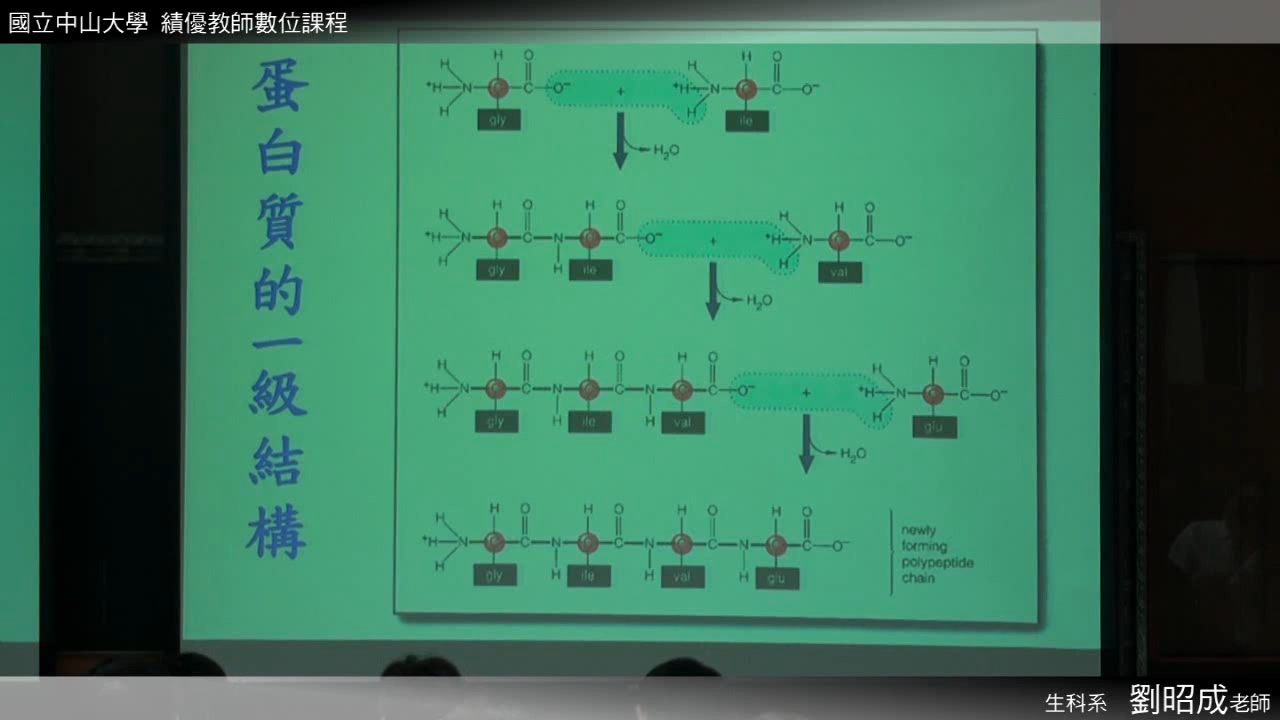 國立中山大學 績優教師數位課程
蛋白質的一級結構
H H O H H O
⁺H N C C O⁻ + ⁺H N C C O⁻
H H
gly ile
H₂O
H H O H O H H O
⁺H N C C N C C O⁻ + ⁺H N C C O⁻
H H H
gly ile val
H₂O
H H O H O H O H H O
⁺H N C C N C C N C C O⁻ + ⁺H N C C O⁻
H H H H
gly ile val glu
H₂O
H H O H O H O H O
⁺H N C C N C C N C C N C C O⁻
H H H H
gly ile val glu
newly
forming
polypeptide
chain
生科系 劉昭成老師